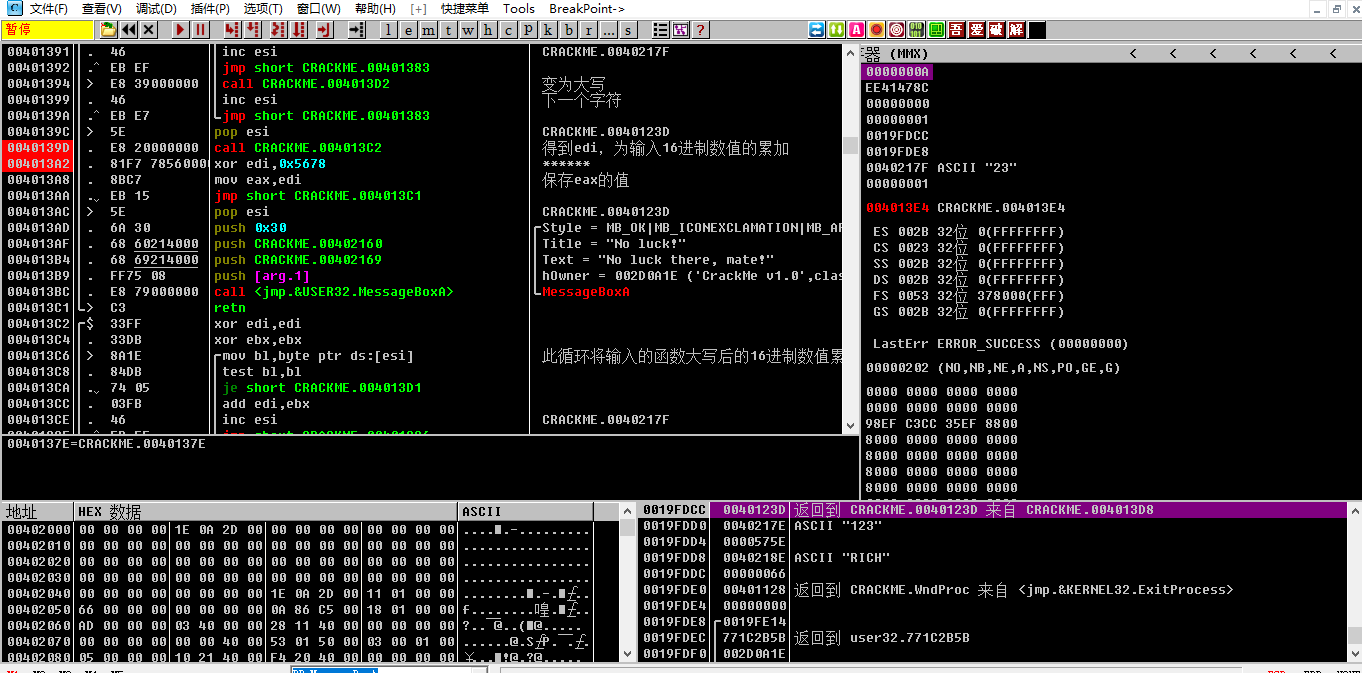 文件(F) 查看(V) 调试(D) 插件(P) 选项(T) 窗口(W) 帮助(H) [+] 快捷菜单 Tools BreakPoint->
暂停 l e m t w h c p k b r ... s ? 吾 爱 破 解
00401391 . 46 inc esi CRACKME.0040217F
00401392 .^ EB EF jmp short CRACKME.00401383
00401394 > E8 39000000 call CRACKME.004013D2 变为大写
00401399 . 46 inc esi 下一个字符
0040139A .^ EB E7 jmp short CRACKME.00401383
0040139C > 5E pop esi CRACKME.0040123D
0040139D . E8 20000000 call CRACKME.004013C2 得到edi, 为输入16进制数值的累加
004013A2 . 81F7 7856000 xor edi,0x5678 ******
004013A8 . 8BC7 mov eax,edi 保存eax的值
004013AA .. EB 15 jmp short CRACKME.004013C1
004013AC > 5E pop esi CRACKME.0040123D
004013AD . 6A 30 push 0x30 Style = MB_OK|MB_ICONEXCLAMATION|MB_AP
004013AF . 68 60214000 push CRACKME.00402160 Title = "No luck!"
004013B4 . 68 69214000 push CRACKME.00402169 Text = "No luck there, mate!"
004013B9 . FF75 08 push [arg.1] hOwner = 002D0A1E ('CrackMe v1.0',clas
004013BC . E8 79000000 call <jmp.&USER32.MessageBoxA> MessageBoxA
004013C1 > C3 retn
004013C2 $ 33FF xor edi,edi
004013C4 . 33DB xor ebx,ebx
004013C6 > 8A1E mov bl,byte ptr ds:[esi] 此循环将输入的函数大写后的16进制数值累
004013C8 . 84DB test bl,bl
004013CA .. 74 05 je short CRACKME.004013D1
004013CC . 03FB add edi,ebx
004013CE . 46 inc esi CRACKME.0040217F
0040137E=CRACKME.0040137E
(MMX) < < < < < <
0000000A
EE41478C
00000000
00000001
0019FDCC
0019FDE8
0040217F ASCII "23"
00000001
004013E4 CRACKME.004013E4
ES 002B 32位 0(FFFFFFFF)
CS 0023 32位 0(FFFFFFFF)
SS 002B 32位 0(FFFFFFFF)
DS 002B 32位 0(FFFFFFFF)
FS 0053 32位 378000(FFF)
GS 002B 32位 0(FFFFFFFF)
LastErr ERROR_SUCCESS (00000000)
00000202 (NO,NB,NE,A,NS,PO,GE,G)
0000 0000 0000 0000
0000 0000 0000 0000
98EF C3CC 35EF 8800
8000 0000 0000 0000
8000 0000 0000 0000
8000 0000 0000 0000
8000 0000 0000 0000
地址 HEX 数据 ASCII
00402000 00 00 00 00 1E 0A 2D 00 00 00 00 00 00 00 00 00
00402010 00 00 00 00 00 00 00 00 00 00 00 00 00 00 00 00 ................
00402020 00 00 00 00 00 00 00 00 00 00 00 00 00 00 00 00 ................
00402030 00 00 00 00 00 00 00 00 00 00 00 00 00 00 00 00 ................
00402040 00 00 00 00 00 00 00 00 1E 0A 2D 00 11 01 00 00
00402050 66 00 00 00 00 00 00 00 0A 86 C5 00 18 01 00 00
00402060 AD 00 00 00 03 40 00 00 28 11 40 00 00 00 00 00
00402070 00 00 00 00 00 00 40 00 53 01 50 00 03 00 01 00
00402080 05 00 00 00 10 21 40 00 F4 20 40 00 00 00 00 00
0019FDCC 0040123D 返回到 CRACKME.0040123D 来自 CRACKME.004013D8
0019FDD0 0040217E ASCII "123"
0019FDD4 0000575E
0019FDD8 0040218E ASCII "RICH"
0019FDDC 00000066
0019FDE0 00401128 返回到 CRACKME.WndProc 来自 <jmp.&KERNEL32.ExitProcess>
0019FDE4 00000000
0019FDE8 0019FE14
0019FDEC 771C2B5B 返回到 user32.771C2B5B
0019FDF0 002D0A1E